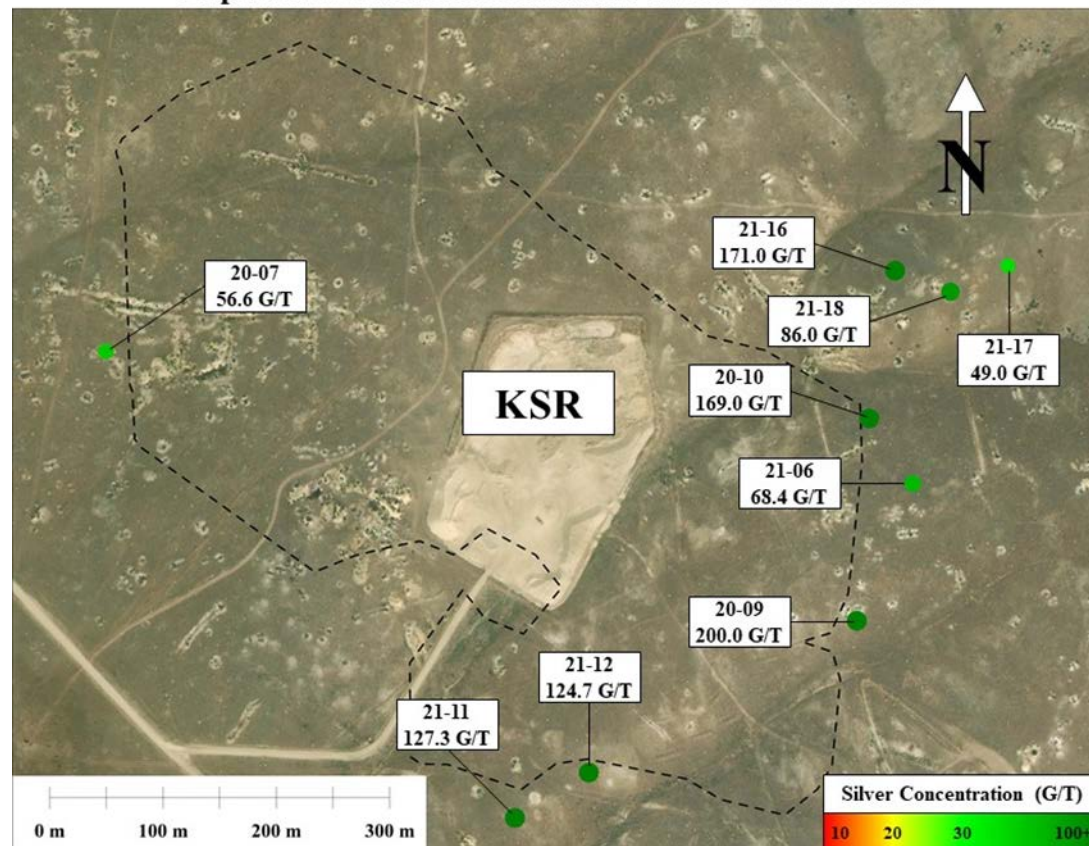 N
21-16
171.0 G/T
20-07
56.6 G/T
21-18
86.0 G/T
21-17
49.0 G/T
KSR
20-10
169.0 G/T
21-06
68.4 G/T
20-09
200.0 G/T
21-12
124.7 G/T
21-11
127.3 G/T
Silver Concentration (G/T)
0 m 100 m 200 m 300 m
10 20 30 100+